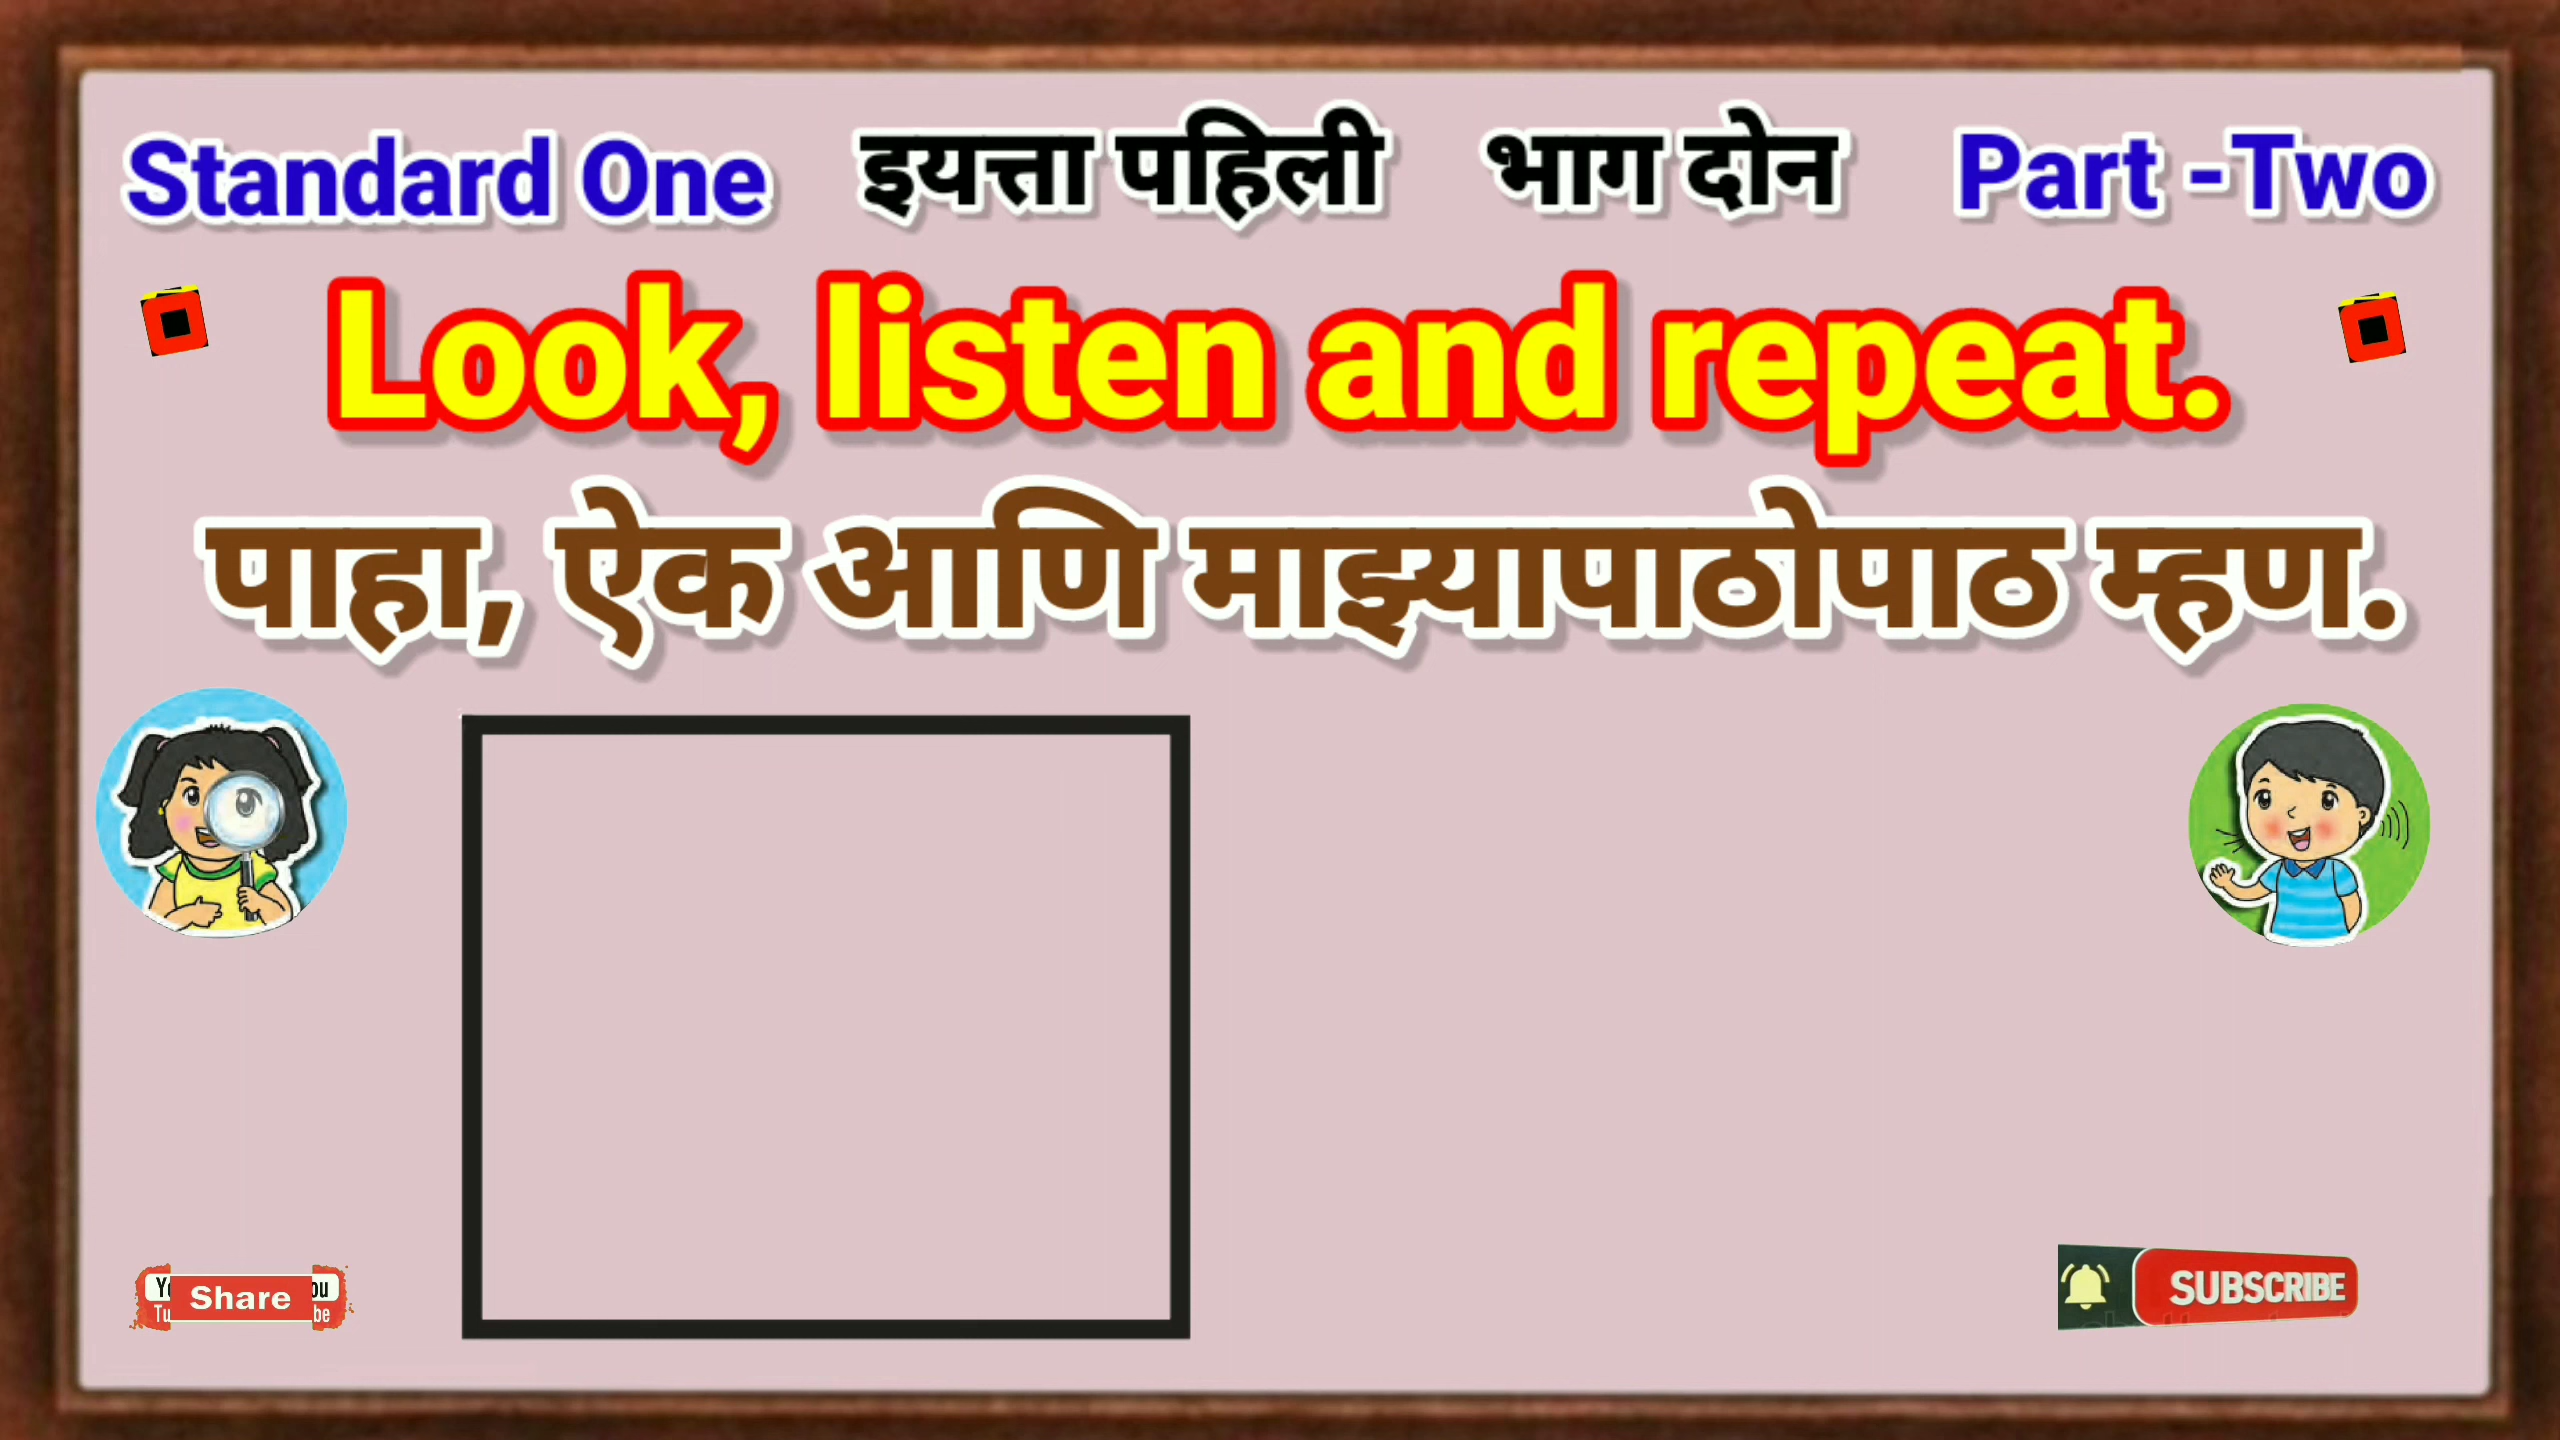 Standard One इयत्ता पहिली भाग दोन Part -Two
Look, listen and repeat.
पाहा, ऐक आणि माझ्यापाठोपाठ म्हण.
Share
SUBSCRIBE